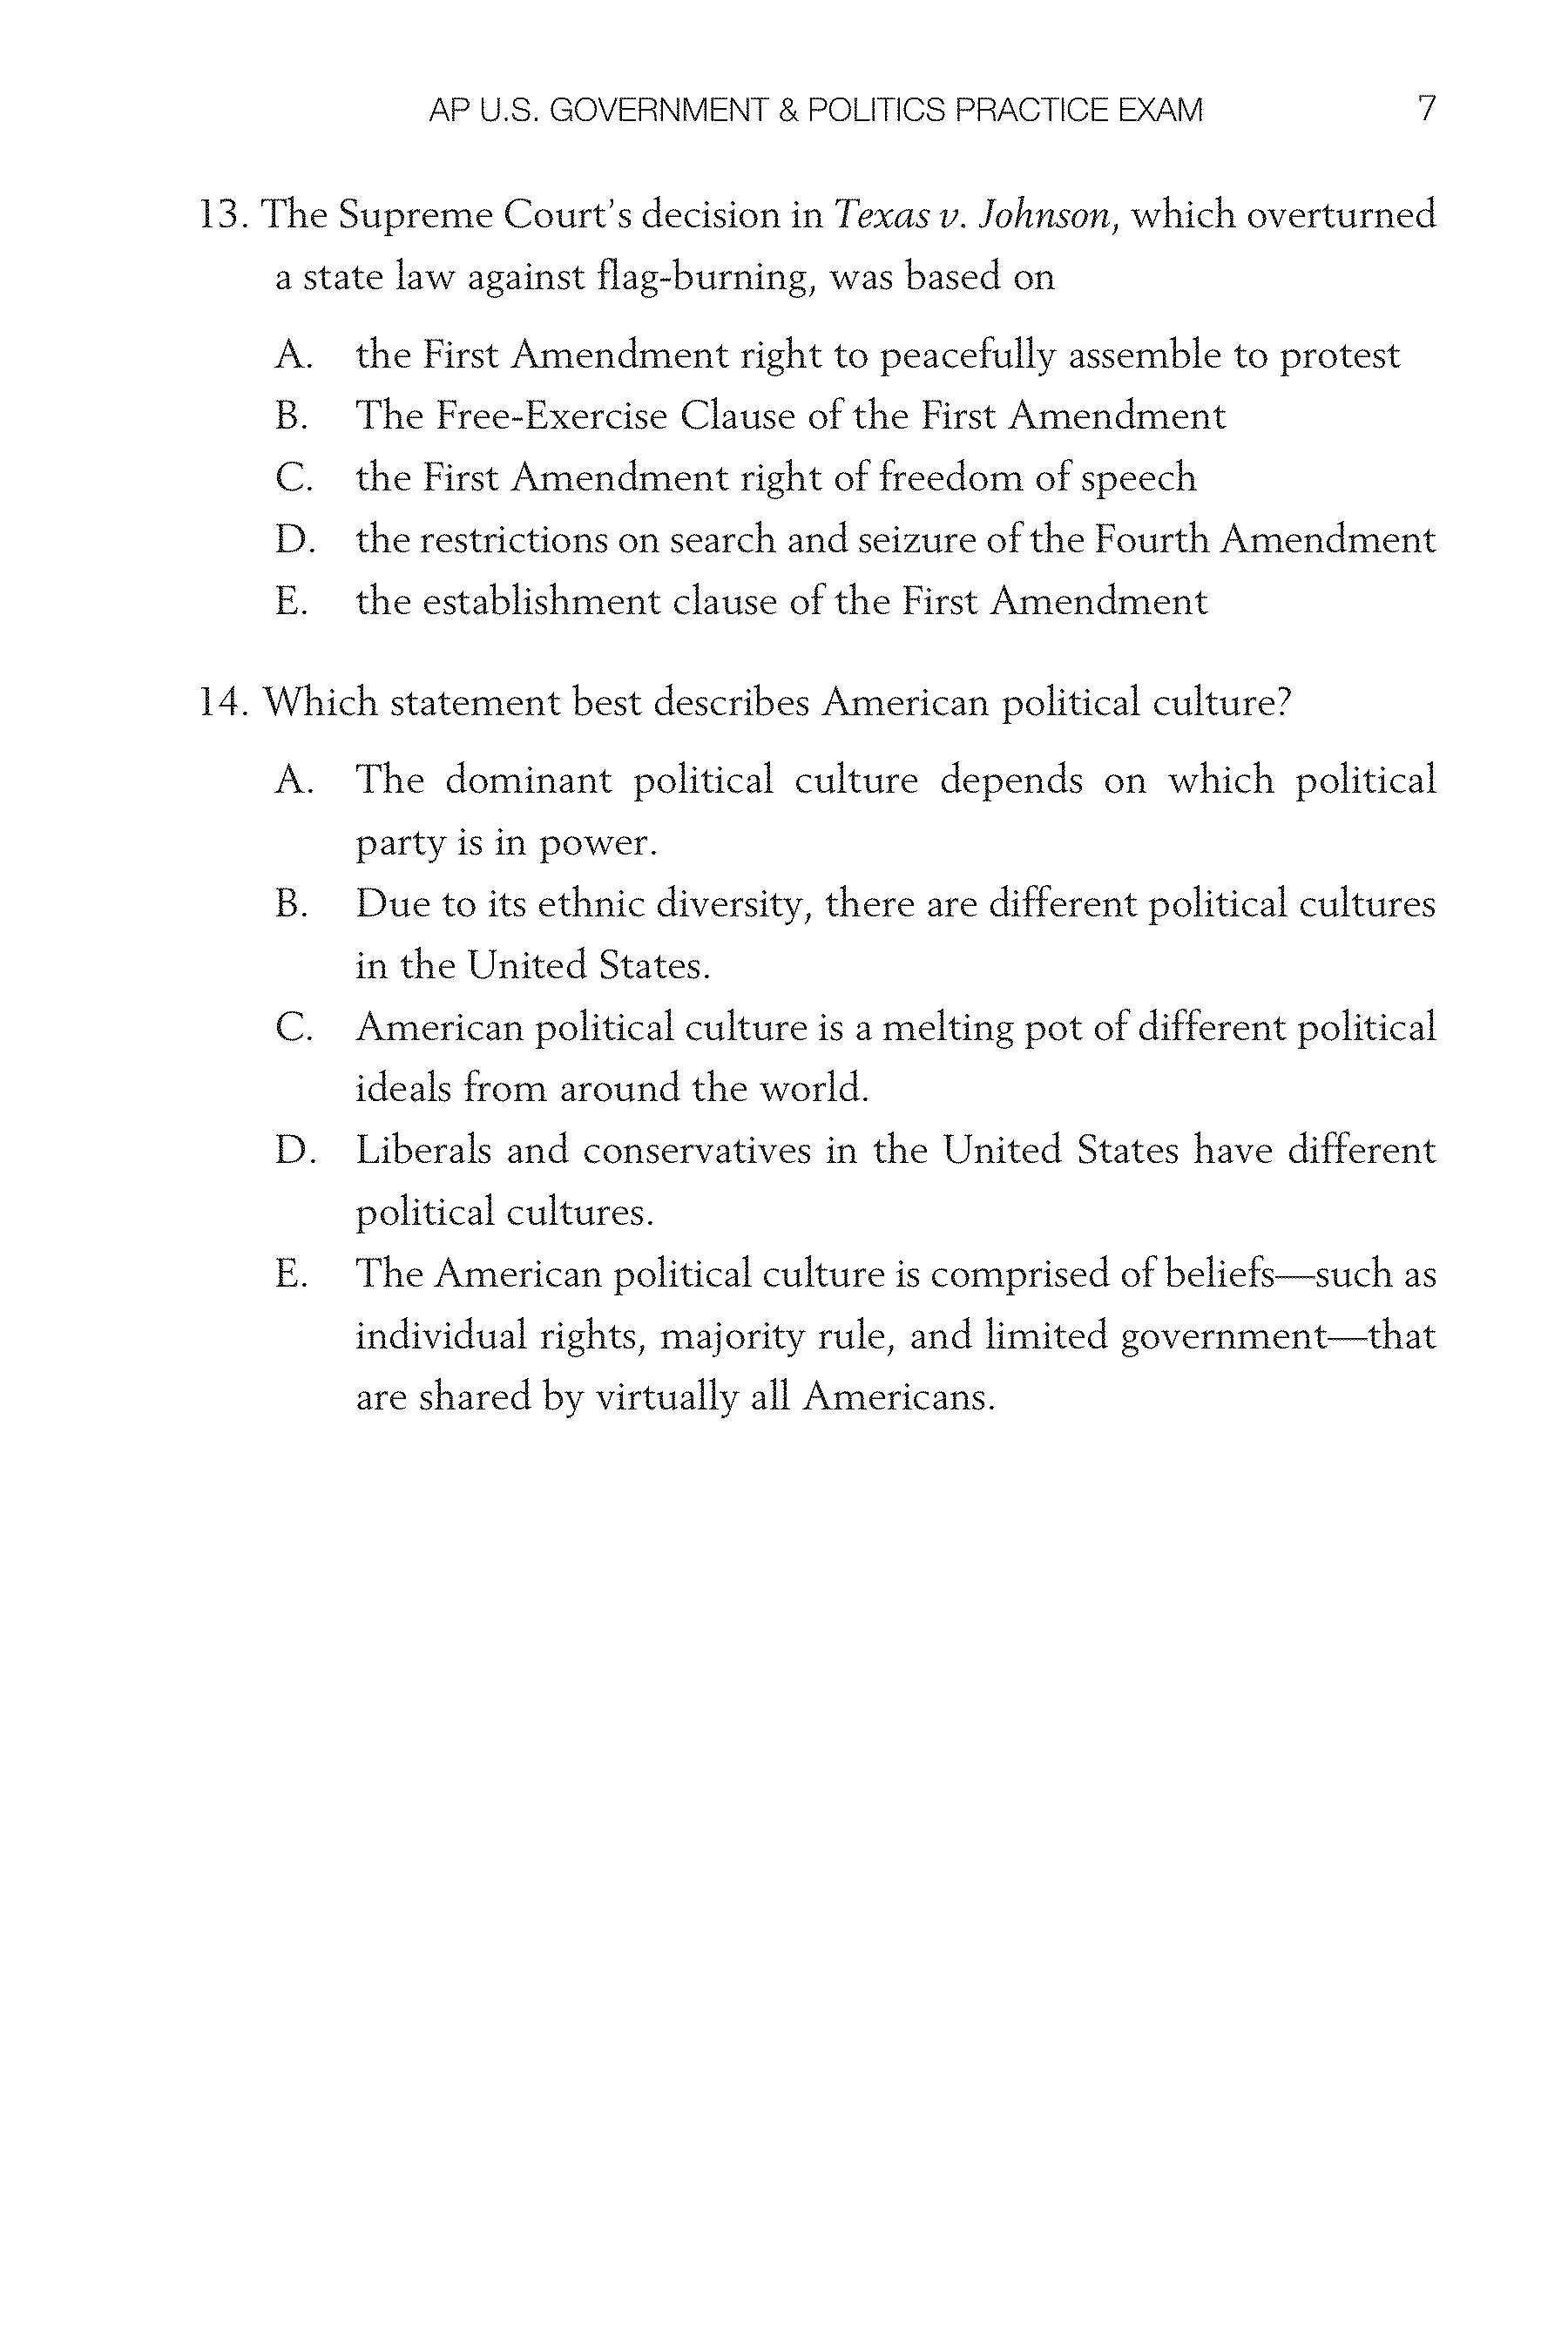 AP U.S. GOVERNMENT & POLITICS PRACTICE EXAM 7
13. The Supreme Court's decision in Texas v. Johnson, which overturned
a state law against flag-burning, was based on
A. the First Amendment right to peacefully assemble to protest
B. The Free-Exercise Clause of the First Amendment
C. the First Amendment right of freedom of speech
D. the restrictions on search and seizure of the Fourth Amendment
E. the establishment clause of the First Amendment
14. Which statement best describes American political culture?
A. The dominant political culture depends on which political
party is in power.
B. Due to its ethnic diversity, there are different political cultures
in the United States.
C. American political culture is a melting pot of different political
ideals from around the world.
D. Liberals and conservatives in the United States have different
political cultures.
E. The American political culture is comprised of beliefs—such as
individual rights, majority rule, and limited government—that
are shared by virtually all Americans.